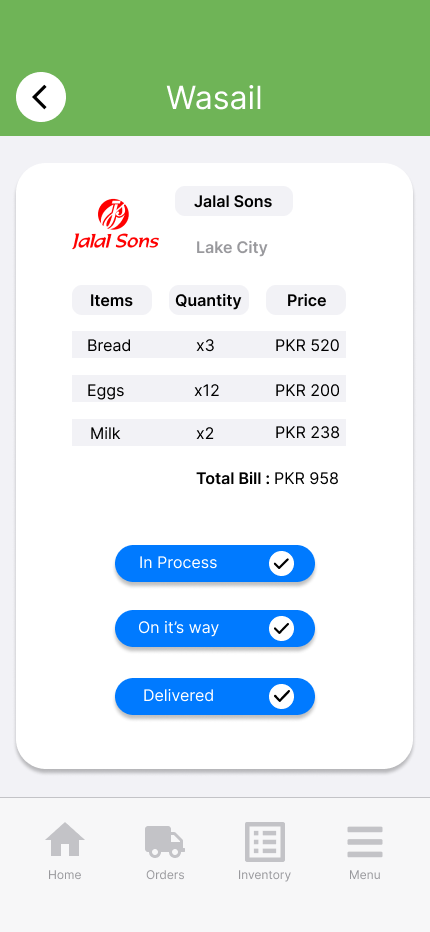 Wasail
Jalal Sons
Jalal Sons
Lake City
Items Quantity Price
Bread x3 PKR 520
Eggs x12 PKR 200
Milk x2 PKR 238
Total Bill : PKR 958
In Process
On it's way
Delivered
Home Orders Inventory Menu